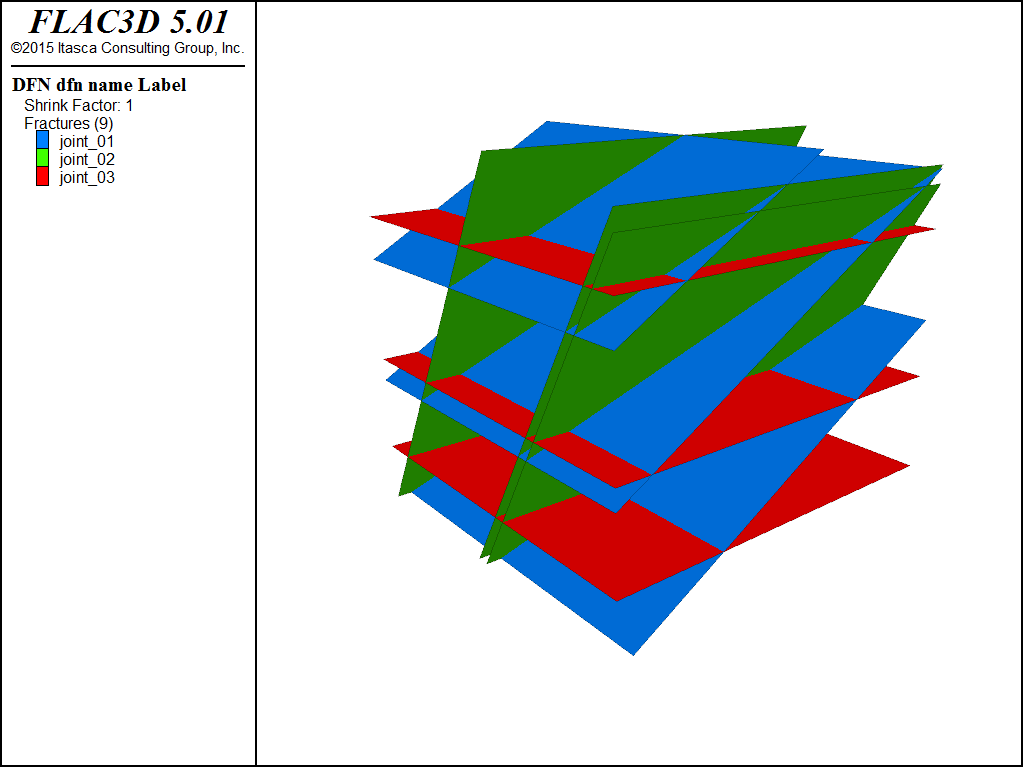 FLAC3D 5.01
©2015 Itasca Consulting Group, Inc.
DFN dfn name Label
Shrink Factor: 1
Fractures (9)
joint_01
joint_02
joint_03